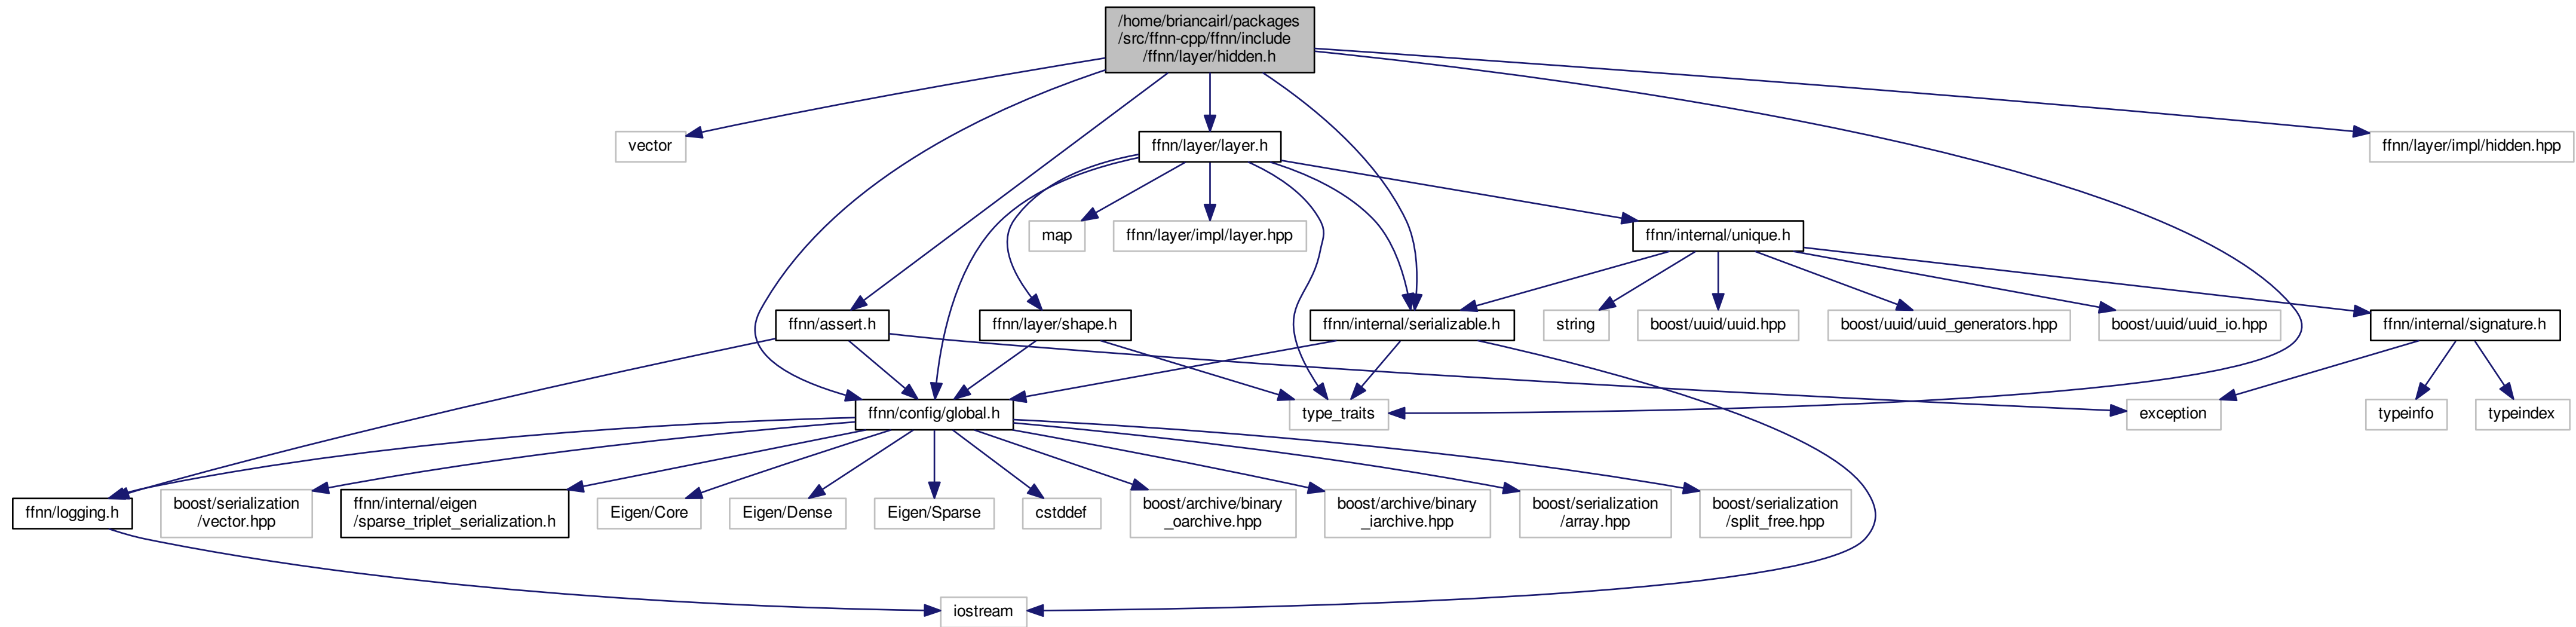 /home/briancairl/packages
/src/ffnn-cpp/ffnn/include
/ffnn/layer/hidden.h
vector
ffnn/layer/layer.h
ffnn/layer/impl/hidden.hpp
map
ffnn/layer/impl/layer.hpp
ffnn/internal/unique.h
ffnn/assert.h
ffnn/layer/shape.h
ffnn/internal/serializable.h
string
boost/uuid/uuid.hpp
boost/uuid/uuid_generators.hpp
boost/uuid/uuid_io.hpp
ffnn/internal/signature.h
ffnn/config/global.h
type_traits
exception
typeinfo
typeindex
ffnn/logging.h
boost/serialization
/vector.hpp
ffnn/internal/eigen
/sparse_triplet_serialization.h
Eigen/Core
Eigen/Dense
Eigen/Sparse
cstddef
boost/archive/binary
_oarchive.hpp
boost/archive/binary
_iarchive.hpp
boost/serialization
/array.hpp
boost/serialization
/split_free.hpp
iostream